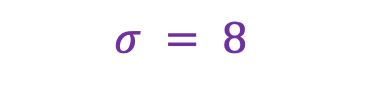 σ = 8